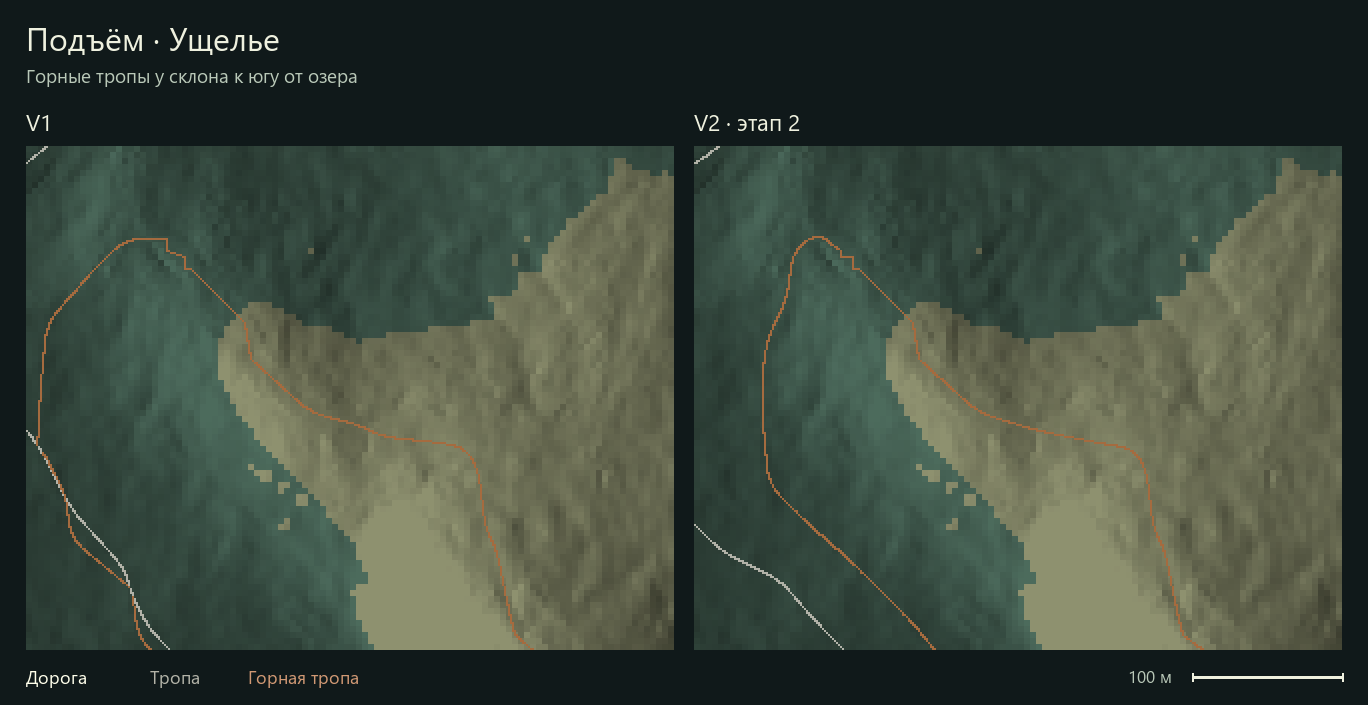 Подъём · Ущелье
Горные тропы у склона к югу от озера
V1
V2 · этап 2
Дорога
Тропа
Горная тропа
100 м